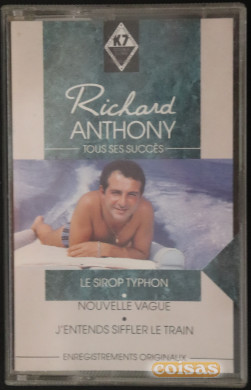 K7
Richard
ANTHONY
TOUS SES SUCCÈS
LE SIROP TYPHON
•
NOUVELLE VAGUE
•
J'ENTENDS SIFFLER LE TRAIN
ENREGISTREMENTS ORIGINAUX
coisas